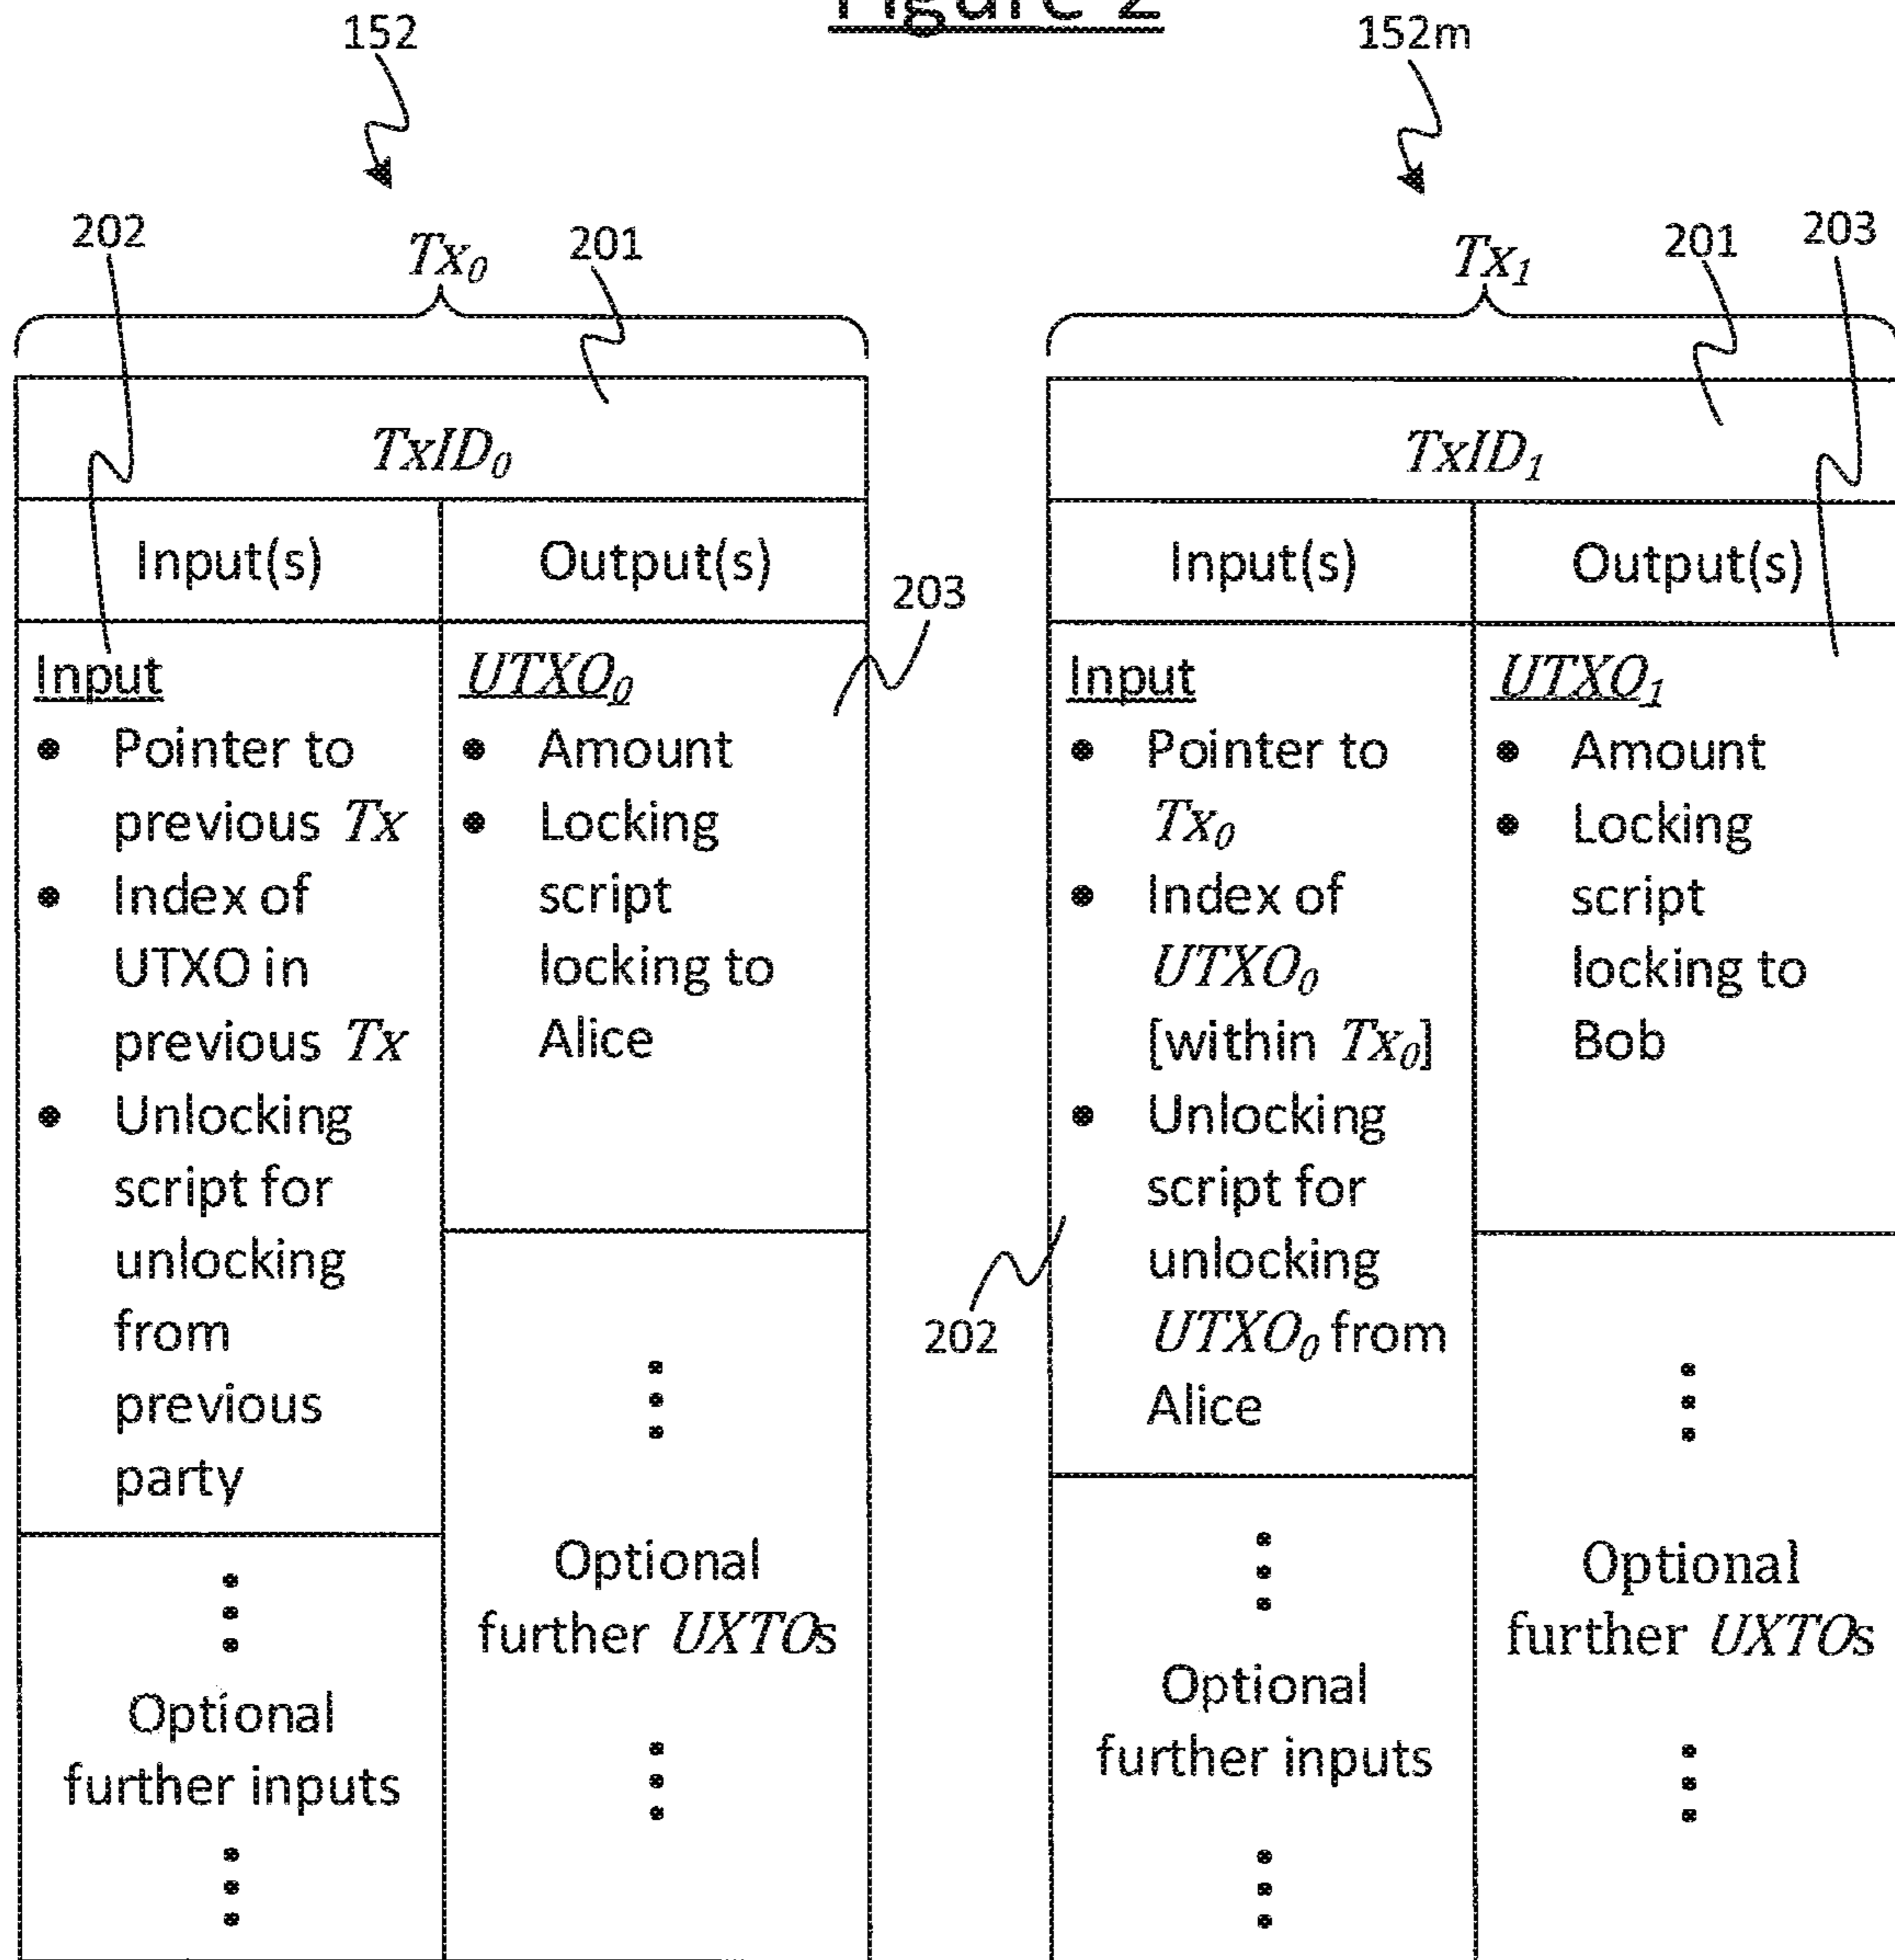 Figure 2
152
152m
202
Tx₀
201
Tx₁
201
203
TxID₀
Input(s)
Output(s)
203
Input
Pointer to
previous Tx
Index of
UTXO in
previous Tx
Unlocking
script for
unlocking
from
previous
party
UTXO₀
Amount
Locking
script
locking to
Alice
Optional
further inputs
Optional
further UXTOs
TxID₁
Input(s)
Output(s)
Input
Pointer to
Tx₀
Index of
UTXO₀
[within Tx₀]
Unlocking
script for
unlocking
UTXO₀ from
Alice
202
UTXO₁
Amount
Locking
script
locking to
Bob
Optional
further inputs
Optional
further UXTOs